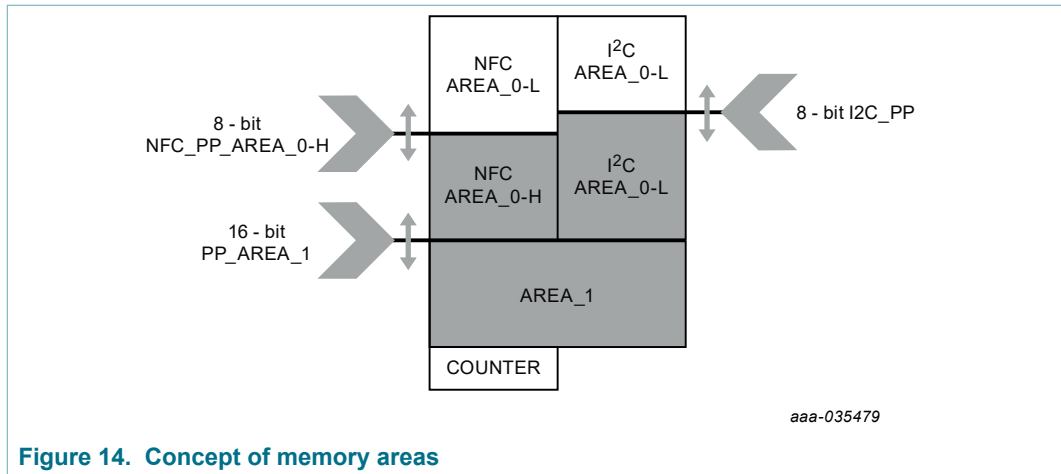 NFC
AREA_0-L
I²C
AREA_0-L
8 - bit
NFC_PP_AREA_0-H
8 - bit I2C_PP
NFC
AREA_0-H
I²C
AREA_0-L
16 - bit
PP_AREA_1
AREA_1
COUNTER
aaa-035479
Figure 14. Concept of memory areas